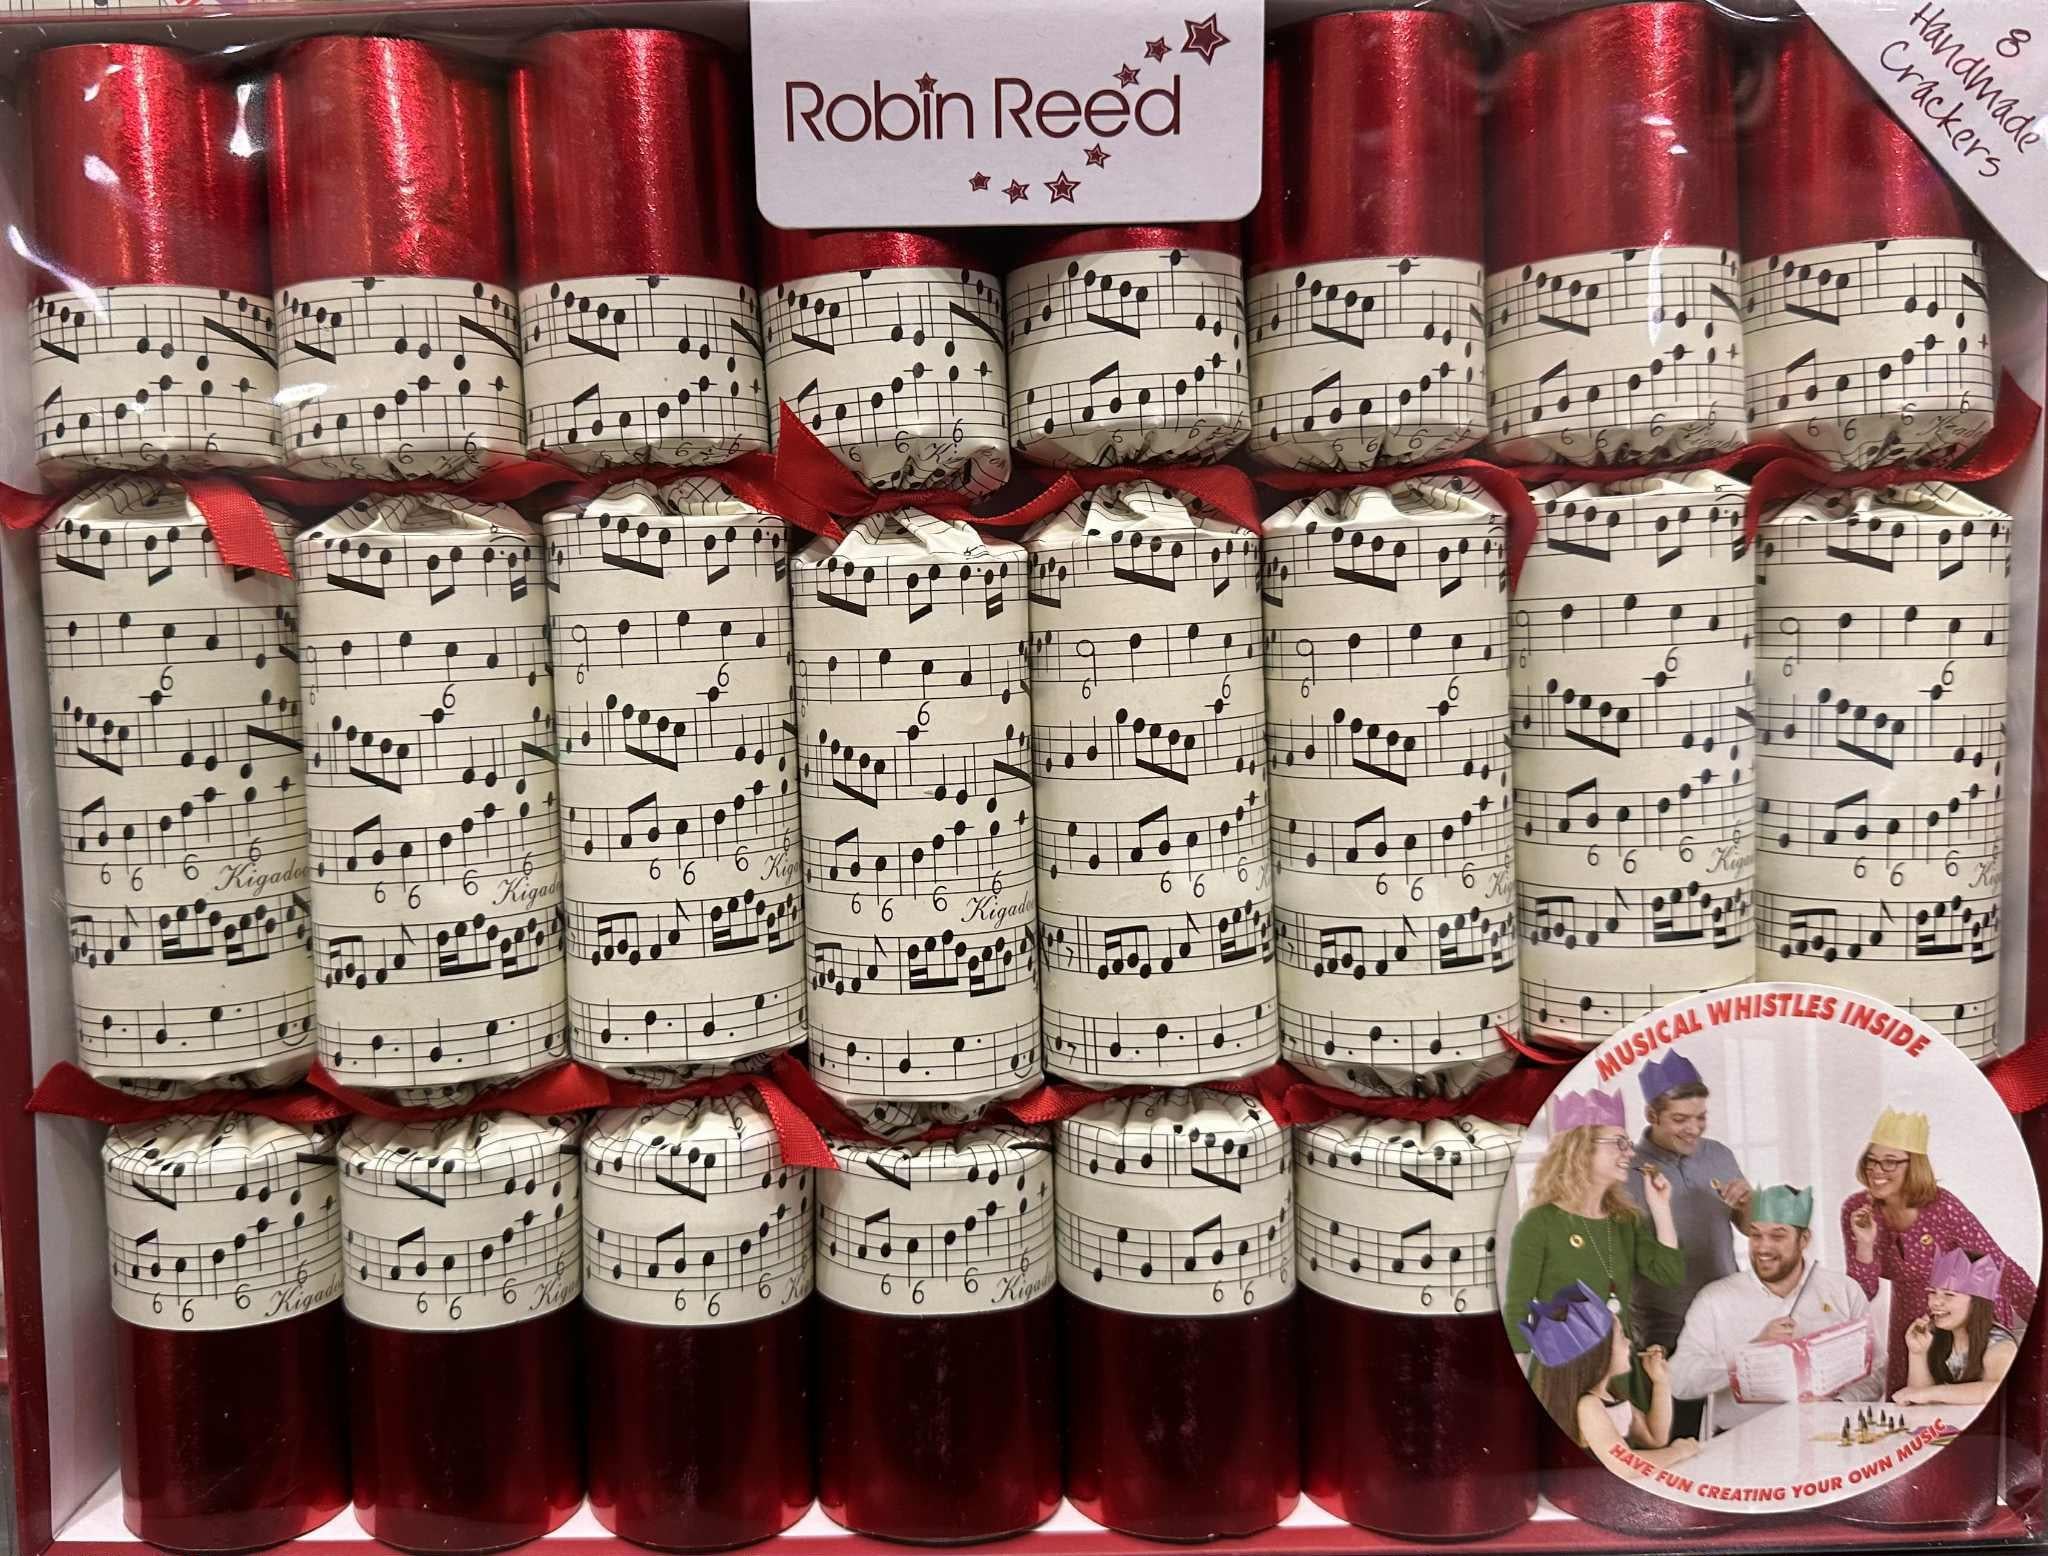 Robin Reed
8
Handmade
Crackers
MUSICAL WHISTLES INSIDE
HAVE FUN CREATING YOUR OWN MUSIC